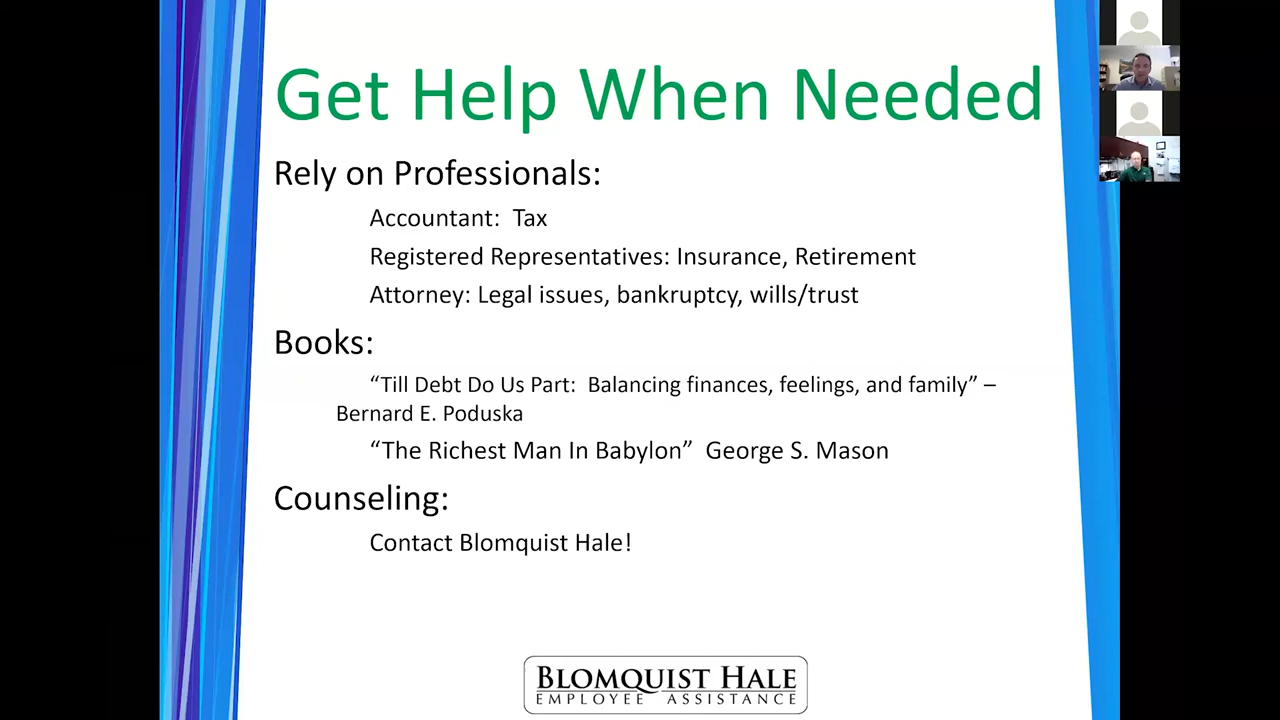 Get Help When Needed
Rely on Professionals:
Accountant:  Tax
Registered Representatives: Insurance, Retirement
Attorney: Legal issues, bankruptcy, wills/trust
Books:
“Till Debt Do Us Part:  Balancing finances, feelings, and family” –
Bernard E. Poduska
“The Richest Man In Babylon”  George S. Mason
Counseling:
Contact Blomquist Hale!
BLOMQUIST HALE
EMPLOYEE ASSISTANCE